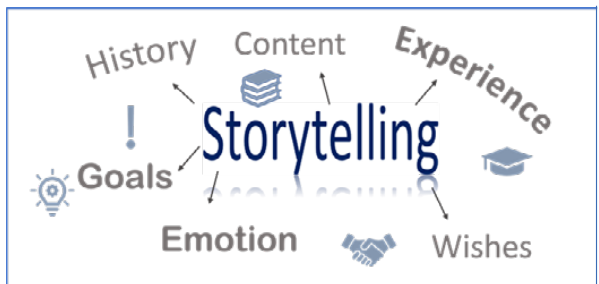 History
Content
Experience
Storytelling
Goals
Emotion
Wishes